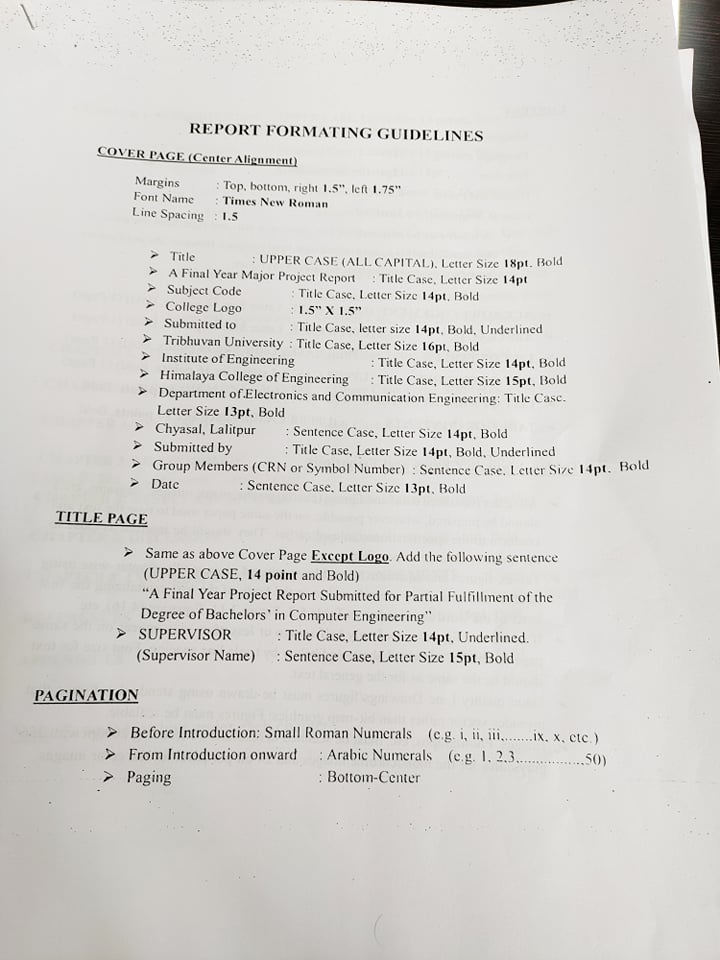 REPORT FORMATING GUIDELINES
COVER PAGE (Center Alignment)
Margins : Top, bottom, right 1.5”, left 1.75”
Font Name : Times New Roman
Line Spacing : 1.5
➢ Title : UPPER CASE (ALL CAPITAL), Letter Size 18pt. Bold
➢ A Final Year Major Project Report : Title Case, Letter Size 14pt
➢ Subject Code : Title Case, Letter Size 14pt, Bold
➢ College Logo : 1.5” X 1.5”
➢ Submitted to : Title Case, letter size 14pt, Bold, Underlined
➢ Tribhuvan University : Title Case, Letter Size 16pt, Bold
➢ Institute of Engineering : Title Case, Letter Size 14pt, Bold
➢ Himalaya College of Engineering : Title Case, Letter Size 15pt, Bold
➢ Department of Electronics and Communication Engineering: Title Case.
Letter Size 13pt, Bold
➢ Chyasal, Lalitpur : Sentence Case, Letter Size 14pt, Bold
➢ Submitted by : Title Case, Letter Size 14pt, Bold, Underlined
➢ Group Members (CRN or Symbol Number) : Sentence Case. Letter Size 14pt. Bold
➢ Date : Sentence Case, Letter Size 13pt, Bold
TITLE PAGE
➢ Same as above Cover Page Except Logo. Add the following sentence
(UPPER CASE, 14 point and Bold)
“A Final Year Project Report Submitted for Partial Fulfillment of the
Degree of Bachelors’ in Computer Engineering”
➢ SUPERVISOR : Title Case, Letter Size 14pt, Underlined.
(Supervisor Name) : Sentence Case, Letter Size 15pt, Bold
PAGINATION
➢ Before Introduction: Small Roman Numerals (e.g. i, ii, iii,.......ix, x, etc.)
➢ From Introduction onward : Arabic Numerals (e.g. 1, 2,3,................,50)
➢ Paging : Bottom-Center